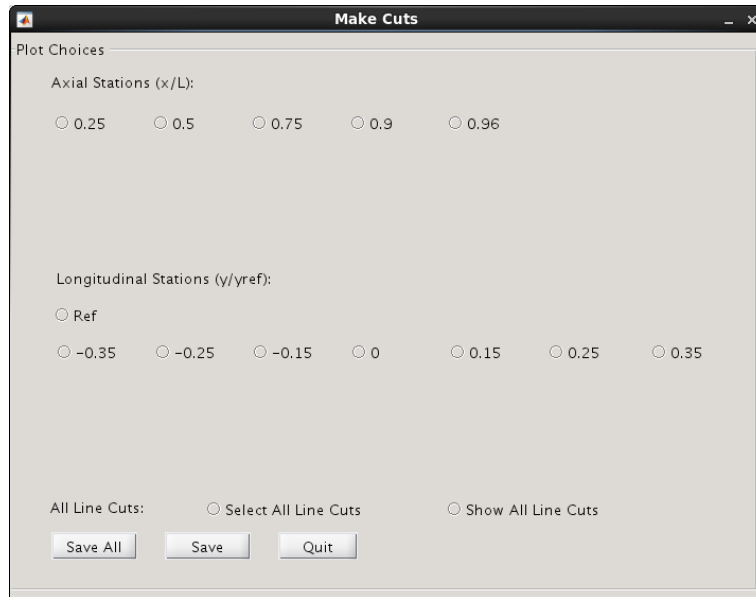 Make Cuts
Plot Choices
Axial Stations (x/L):
0.25 0.5 0.75 0.9 0.96
Longitudinal Stations (y/yref):
Ref
-0.35 -0.25 -0.15 0 0.15 0.25 0.35
All Line Cuts: Select All Line Cuts Show All Line Cuts
Save All Save Quit